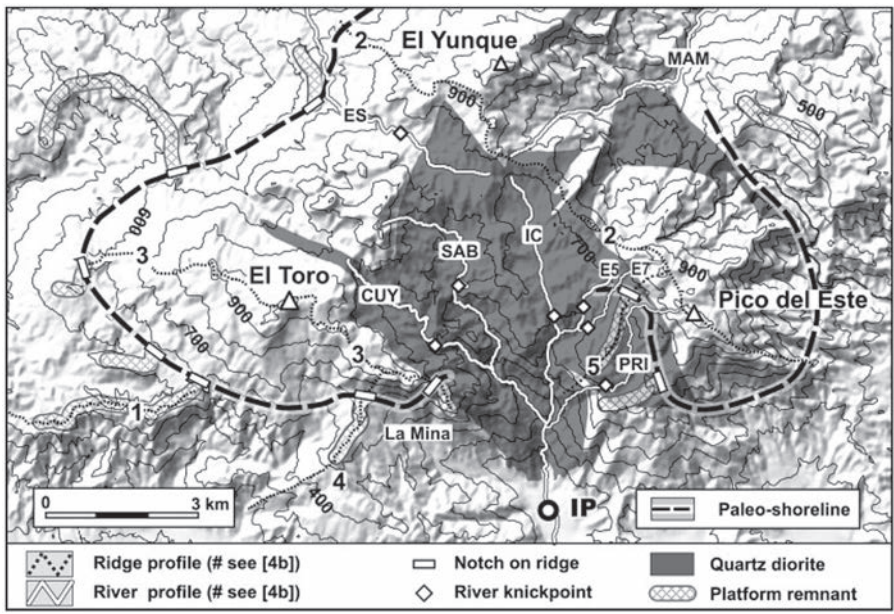 El Yunque
2
MAM
900
ES
500
600
3
SAB
IC
2
700
E5
E7
900
El Toro
CUY
900
Pico del Este
700
3
5
PRI
1
La Mina
4
400
0 3 km
IP
Paleo-shoreline
Ridge profile (# see [4b])
Notch on ridge
Quartz diorite
River profile (# see [4b])
River knickpoint
Platform remnant